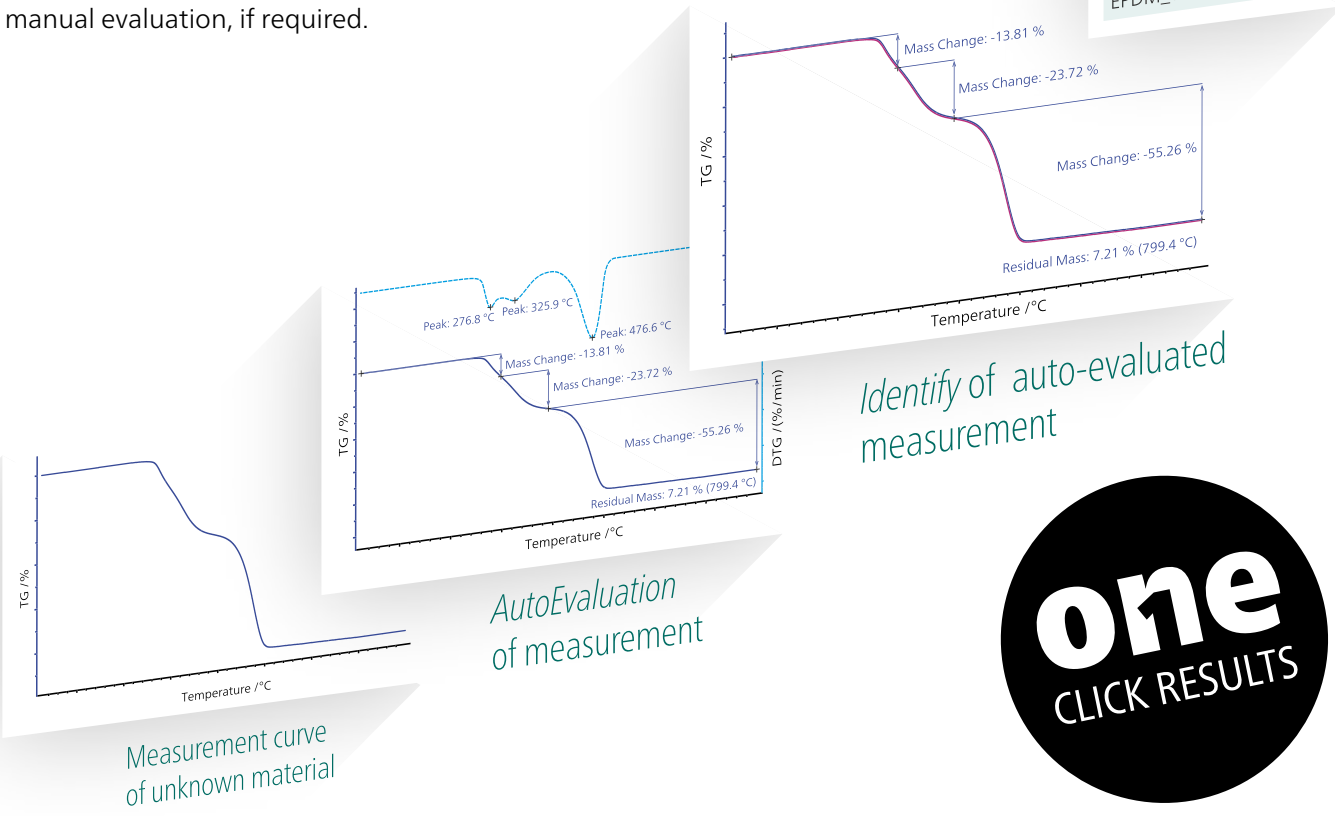 manual evaluation, if required.
EPDM_
Mass Change: -13.81 %
Mass Change: -23.72 %
Mass Change: -55.26 %
Residual Mass: 7.21 % (799.4 °C)
TG /%
Temperature /°C
Identify of auto-evaluated
measurement
Peak: 276.8 °C
Peak: 325.9 °C
Peak: 476.6 °C
Mass Change: -13.81 %
Mass Change: -23.72 %
Mass Change: -55.26 %
Residual Mass: 7.21 % (799.4 °C)
TG /%
DTG /(%/min)
Temperature /°C
AutoEvaluation
of measurement
TG /%
Temperature /°C
Measurement curve
of unknown material
one
CLICK RESULTS